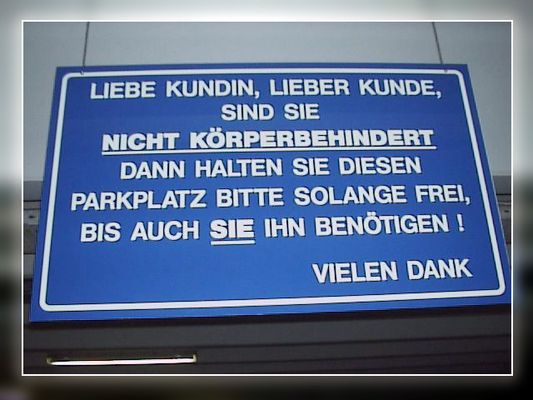 LIEBE KUNDIN, LIEBER KUNDE,
SIND SIE
NICHT KÖRPERBEHINDERT
DANN HALTEN SIE DIESEN
PARKPLATZ BITTE SOLANGE FREI,
BIS AUCH SIE IHN BENÖTIGEN !
VIELEN DANK